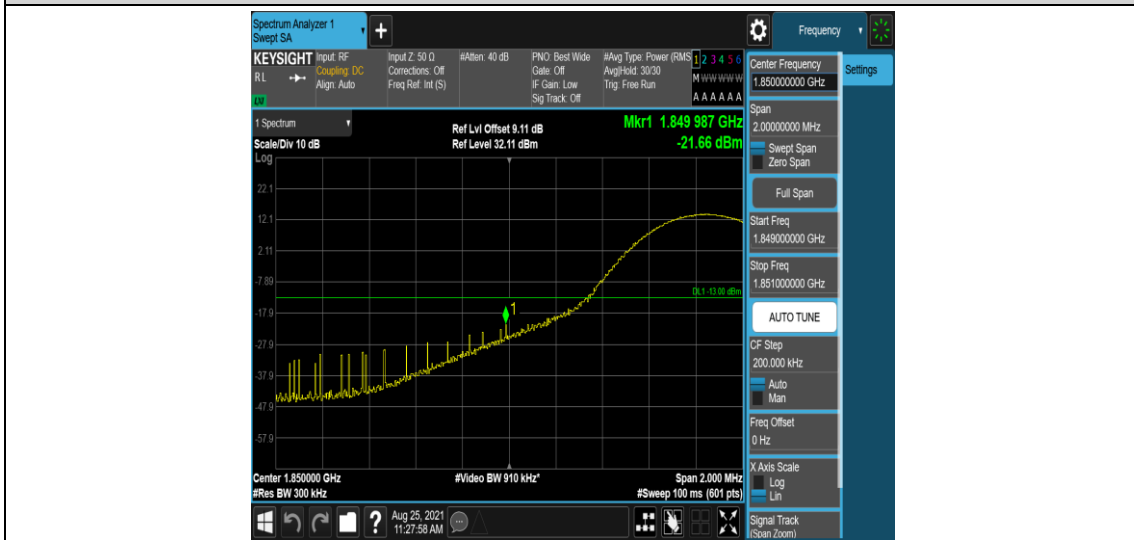 Spectrum Analyzer 1
Swept SA
+
Frequency
KEYSIGHT
Input: RF
Coupling: DC
Align: Auto
RL
LXI
Input Z: 50 Ω
Corrections: Off
Freq Ref: Int (S)
#Atten: 40 dB
PNO: Best Wide
Gate: Off
IF Gain: Low
Sig Track: Off
#Avg Type: Power (RMS
Avg|Hold: 30/30
Trig: Free Run
1 2 3 4 5 6
M W W W W W
A A A A A A
Center Frequency
1.85000000 GHz
Settings
Span
2.00000000 MHz
Swept Span
Zero Span
Full Span
Start Freq
1.849000000 GHz
Stop Freq
1.851000000 GHz
AUTO TUNE
CF Step
200.000 kHz
Auto
Man
Freq Offset
0 Hz
X Axis Scale
Log
Lin
Signal Track
(Span Zoom)
1 Spectrum
Scale/Div 10 dB
Ref Lvl Offset 9.11 dB
Ref Level 32.11 dBm
Mkr1 1.849 987 GHz
-21.66 dBm
Log
22.1
12.1
2.11
-7.89
-17.9
-27.9
-37.9
-47.9
-57.9
DL1 -13.00 dBm
1
Center 1.850000 GHz
#Res BW 300 kHz
#Video BW 910 kHz*
Span 2.000 MHz
#Sweep 100 ms (601 pts)
?
Aug 25, 2021
11:27:58 AM